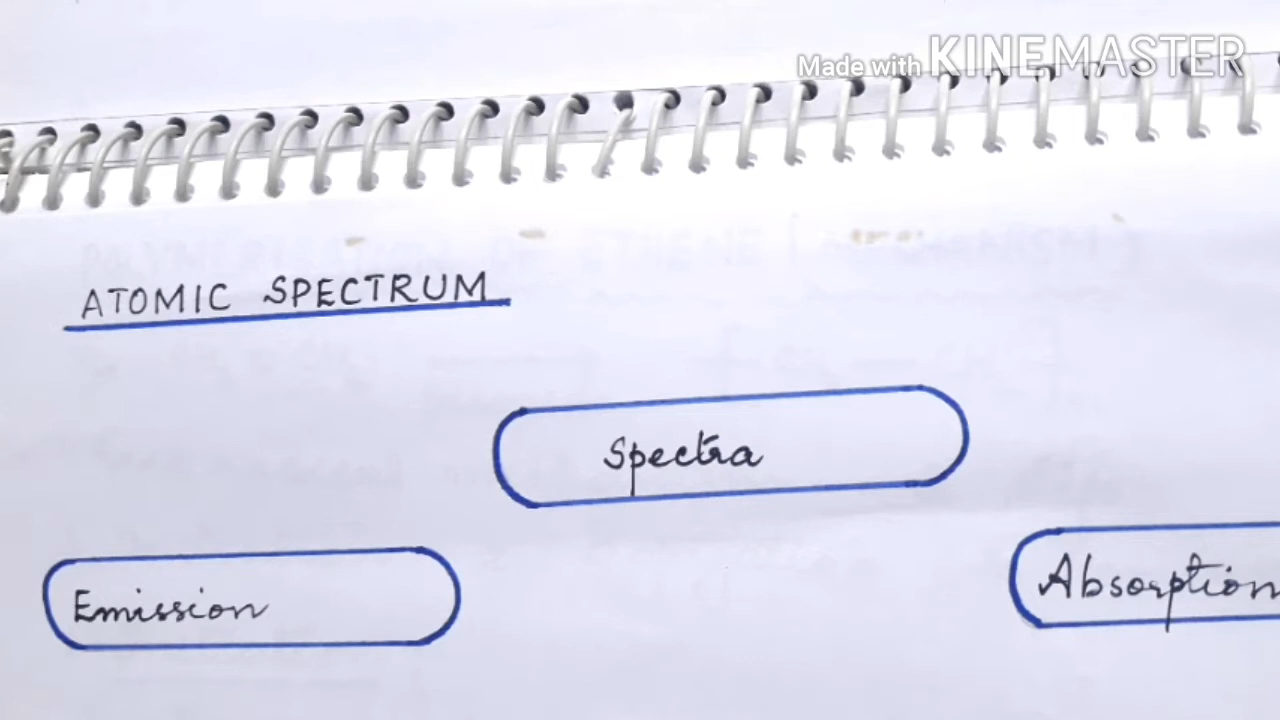 Made with KINEMASTER
ATOMIC SPECTRUM
Spectra
Emission
Absorption